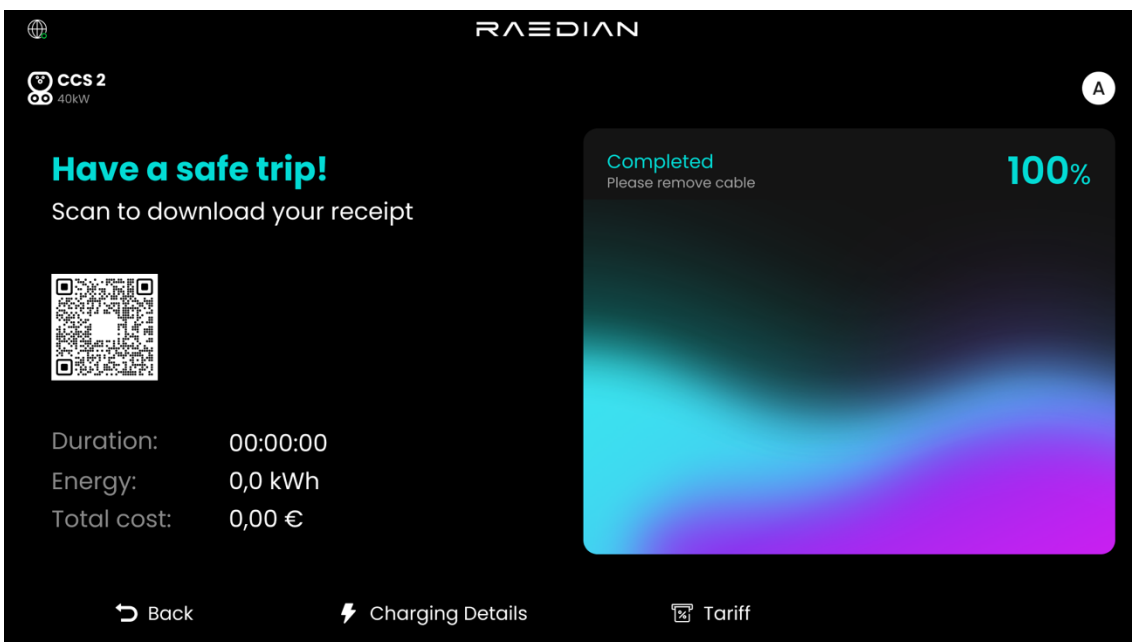 RAEDIAN
CCS 2
40kW
A
Have a safe trip!
Scan to download your receipt
Completed
Please remove cable
100%
Duration: 00:00:00
Energy: 0,0 kWh
Total cost: 0,00 €
Back
Charging Details
Tariff